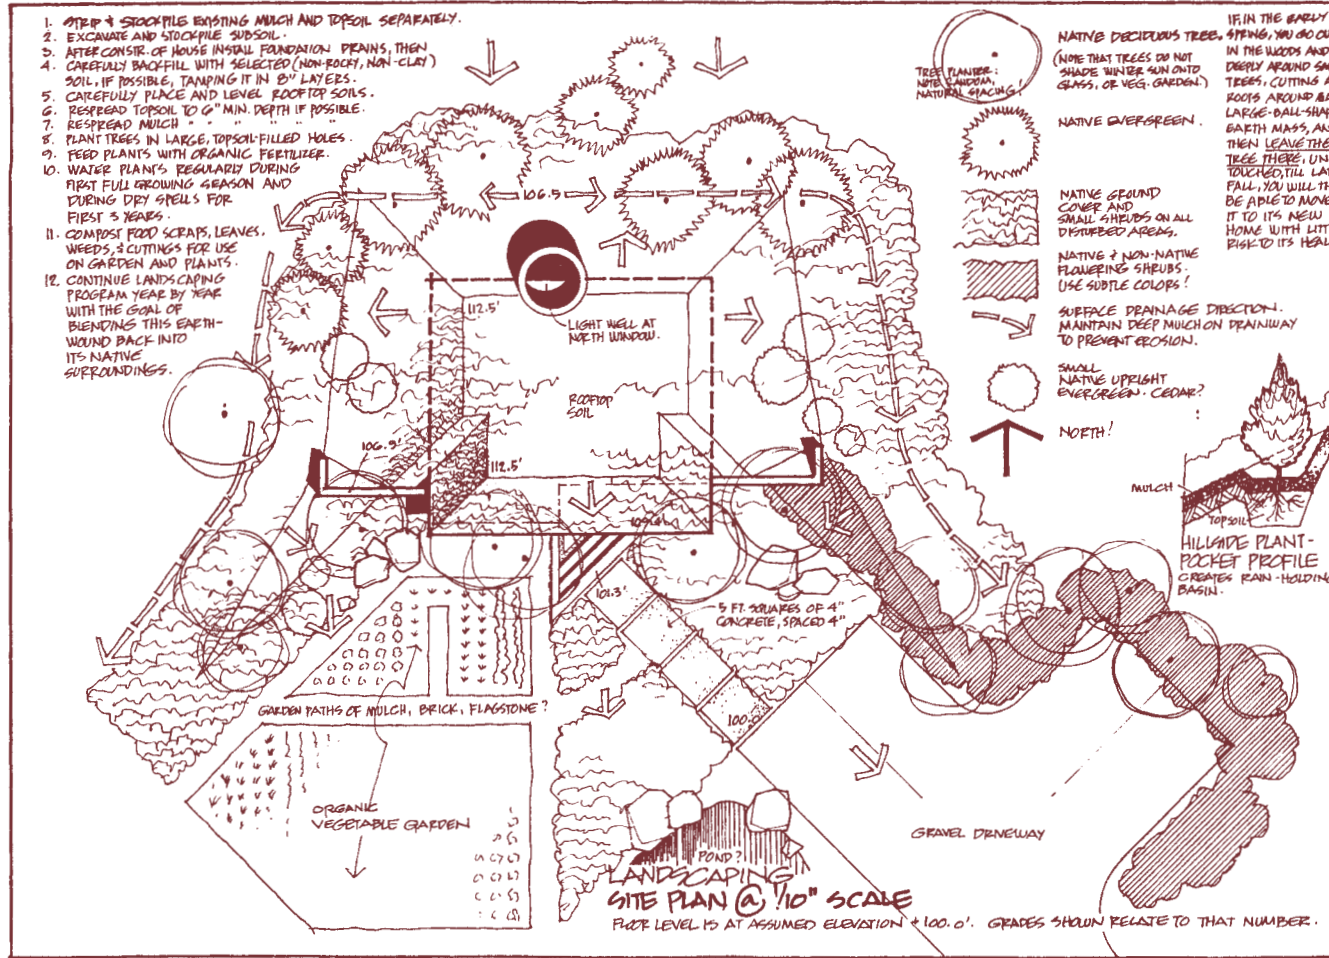 1. STRIP & STOCKPILE EXISTING MULCH AND TOPSOIL SEPARATELY.
2. EXCAVATE AND STOCKPILE SUBSOIL.
3. AFTER CONSTR. OF HOUSE INSTALL FOUNDATION DRAINS, THEN
4. CAREFULLY BACKFILL WITH SELECTED (NON-ROCKY, NON-CLAY)
SOIL, IF POSSIBLE, TAMPING IT IN 8" LAYERS.
5. CAREFULLY PLACE AND LEVEL ROOFTOP SOILS.
6. RESPREAD TOPSOIL TO 6" MIN. DEPTH IF POSSIBLE.
7. RESPREAD MULCH " " " " " "
8. PLANT TREES IN LARGE, TOPSOIL-FILLED HOLES.
9. FEED PLANTS WITH ORGANIC FERTILIZER.
10. WATER PLANTS REGULARLY DURING
FIRST FULL GROWING SEASON AND
DURING DRY SPELLS FOR
FIRST 3 YEARS.
11. COMPOST FOOD SCRAPS, LEAVES,
WEEDS, & CUTTINGS FOR USE
ON GARDEN AND PLANTS.
12. CONTINUE LANDSCAPING
PROGRAM YEAR BY YEAR
WITH THE GOAL OF
BLENDING THIS EARTH-
WOUND BACK INTO
ITS NATIVE
SURROUNDINGS.
TREE PLANTER:
NOTE RANDOM,
NATURAL SPACING!
NATIVE DECIDUOUS TREE.
(NOTE THAT TREES DO NOT
SHADE WINTER SUN ONTO
GLASS, OR VEG. GARDEN.)
NATIVE EVERGREEN.
NATIVE GROUND
COVER AND
SMALL SHRUBS ON ALL
DISTURBED AREAS.
NATIVE & NON-NATIVE
FLOWERING SHRUBS.
USE SUBTLE COLORS!
SURFACE DRAINAGE DIRECTION.
MAINTAIN DEEP MULCH ON DRAINWAY
TO PREVENT EROSION.
SMALL
NATIVE UPRIGHT
EVERGREEN. CEDAR?
NORTH!
IF, IN THE EARLY
SPRING, YOU GO OU
IN THE WOODS AND
DEEPLY AROUND
TREES, CUTTING
ROOTS AROUND
LARGE-BALL-SHA
EARTH MASS, AN
THEN LEAVE THE
TREE THERE, UN
TOUCHED, TILL LA
FALL, YOU WILL TH
BE ABLE TO MOVE
IT TO ITS NEW
HOME WITH LITT
RISK TO ITS HEAL
MULCH
TOPSOIL
HILLSIDE PLANT-
POCKET PROFILE
CREATES RAIN-HOLDING
BASIN.
106.5
112.5'
LIGHT WELL AT
NORTH WINDOW.
ROOFTOP
SOIL
106.9'
112.5'
101.3'
5 FT. SQUARES OF 4"
CONCRETE, SPACED 4"
100.0'
GARDEN PATHS OF MULCH, BRICK, FLAGSTONE?
ORGANIC
VEGETABLE GARDEN
GRAVEL DRIVEWAY
POND?
LANDSCAPING
SITE PLAN @ 1/10" SCALE
FLOOR LEVEL IS AT ASSUMED ELEVATION +100.0'. GRADES SHOWN RELATE TO THAT NUMBER.